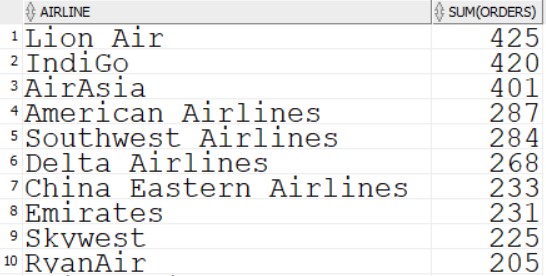 AIRLINE SUM(ORDERS)
1 Lion Air 425
2 IndiGo 420
3 AirAsia 401
4 American Airlines 287
5 Southwest Airlines 284
6 Delta Airlines 268
7 China Eastern Airlines 233
8 Emirates 231
9 Skywest 225
10 RyanAir 205